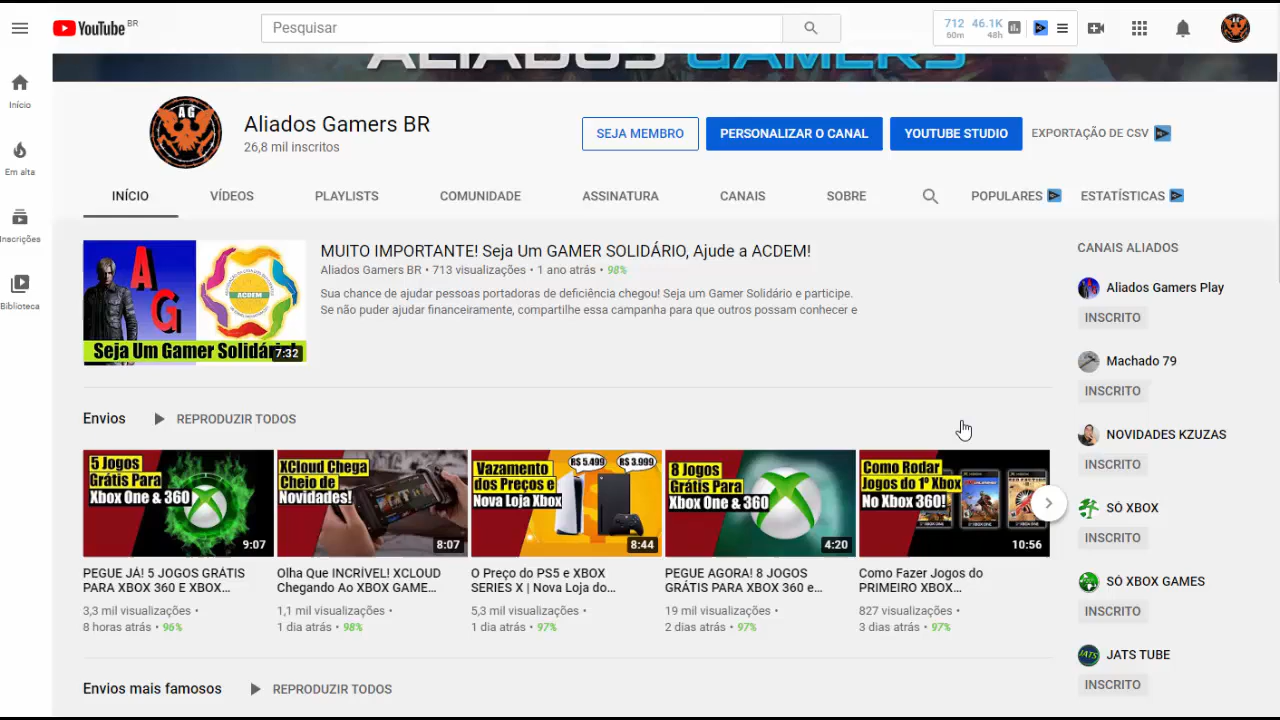 YouTube BR
Pesquisar
712 46.1K
60m 48h
ALIADOS GAMERS
Início
Em alta
Inscrições
Biblioteca
AG
Aliados Gamers BR
26,8 mil inscritos
SEJA MEMBRO
PERSONALIZAR O CANAL
YOUTUBE STUDIO
EXPORTAÇÃO DE CSV
INÍCIO
VÍDEOS
PLAYLISTS
COMUNIDADE
ASSINATURA
CANAIS
SOBRE
POPULARES
ESTATÍSTICAS
A
G
ACDEM
Seja Um Gamer Solidário!
7:32
MUITO IMPORTANTE! Seja Um GAMER SOLIDÁRIO, Ajude a ACDEM!
Aliados Gamers BR • 713 visualizações • 1 ano atrás • 98%
Sua chance de ajudar pessoas portadoras de deficiência chegou! Seja um Gamer Solidário e participe.
Se não puder ajudar financeiramente, compartilhe essa campanha para que outros possam conhecer e
Envios
REPRODUZIR TODOS
5 Jogos
Grátis Para
Xbox One & 360
9:07
PEGUE JÁ! 5 JOGOS GRÁTIS
PARA XBOX 360 E XBOX...
3,3 mil visualizações •
8 horas atrás • 96%
XCloud Chega
Cheio de
Novidades!
8:07
Olha Que INCRÍVEL! XCLOUD
Chegando Ao XBOX GAME...
1,1 mil visualizações •
1 dia atrás • 98%
Vazamento
dos Preços e
Nova Loja Xbox
R$ 5.499
R$ 3.999
8:44
O Preço do PS5 e XBOX
SERIES X | Nova Loja do...
5,3 mil visualizações •
1 dia atrás • 97%
8 Jogos
Grátis Para
Xbox One & 360
4:20
PEGUE AGORA! 8 JOGOS
GRÁTIS PARA XBOX 360 e...
19 mil visualizações •
2 dias atrás • 97%
Como Rodar
Jogos do 1º Xbox
No Xbox 360!
10:56
Como Fazer Jogos do
PRIMEIRO XBOX...
827 visualizações •
3 dias atrás • 97%
Envios mais famosos
REPRODUZIR TODOS
CANAIS ALIADOS
Aliados Gamers Play
INSCRITO
Machado 79
INSCRITO
NOVIDADES KZUZAS
INSCRITO
SÓ XBOX
INSCRITO
SÓ XBOX GAMES
INSCRITO
JATS
JATS TUBE
INSCRITO